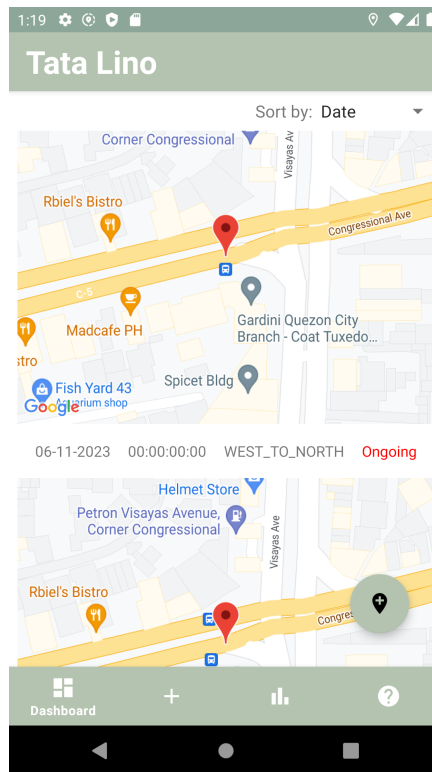 1:19
Tata Lino
Sort by: Date
Corner Congressional
Visayas Av
Rbiel's Bistro
Congressional Ave
C-5
Madcafe PH
Gardini Quezon City
Branch - Coat Tuxedo...
stro
Spicet Bldg
Fish Yard 43
Aquarium shop
Google
06-11-2023 00:00:00:00 WEST_TO_NORTH Ongoing
Helmet Store
Petron Visayas Avenue,
Corner Congressional
Visayas Ave
Rbiel's Bistro
Congres
Dashboard